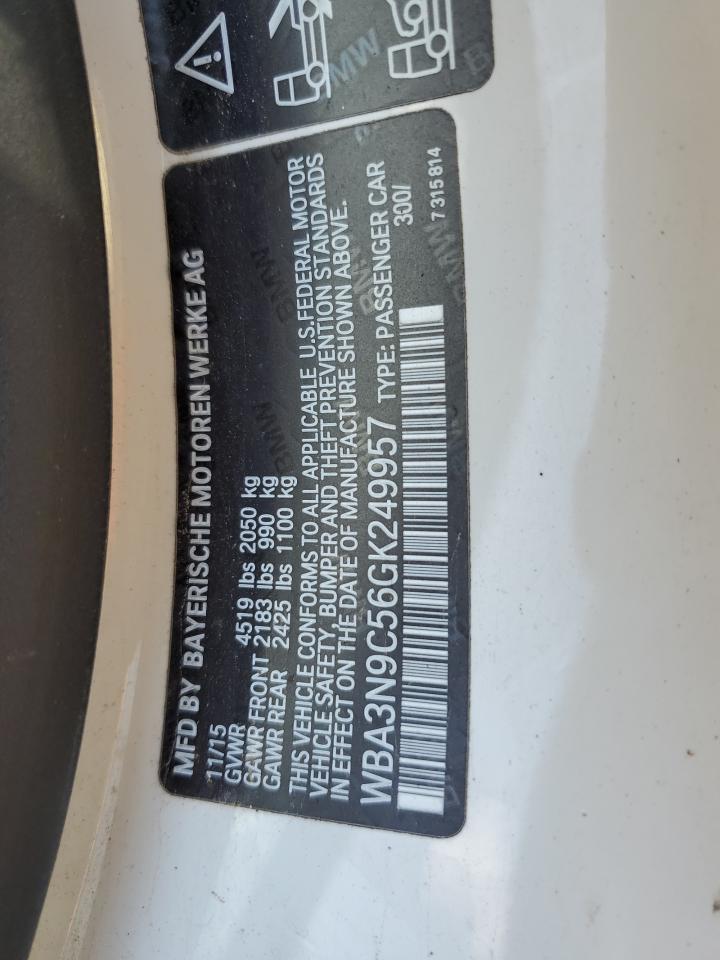 MFD BY BAYERISCHE MOTOREN WERKE AG
11/15
GVWR 4519 lbs 2050 kg
GAWR FRONT 2183 lbs 990 kg
GAWR REAR 2425 lbs 1100 kg
THIS VEHICLE CONFORMS TO ALL APPLICABLE U.S.FEDERAL MOTOR
VEHICLE SAFETY, BUMPER AND THEFT PREVENTION STANDARDS
IN EFFECT ON THE DATE OF MANUFACTURE SHOWN ABOVE.
WBA3N9C56GK249957 TYPE: PASSENGER CAR
300/
7 315 814
BMW